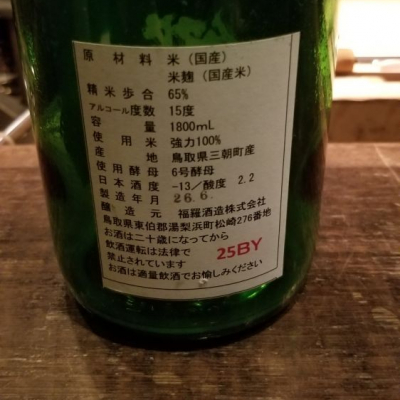 原材料 米（国産）
米麹（国産米）
精米歩合 65%
アルコール度数 15度
容量 1800mL
使用米 強力100%
産地 鳥取県三朝町産
使用酵母 6号酵母
日本酒度 -13／酸度 2.2
製造年月 26.6.
醸造元 福羅酒造株式会社
鳥取県東伯郡湯梨浜町松崎276番地
お酒は二十歳になってから
飲酒運転は法律で
禁止されています 25BY
お酒は適量飲酒でお愉しみください